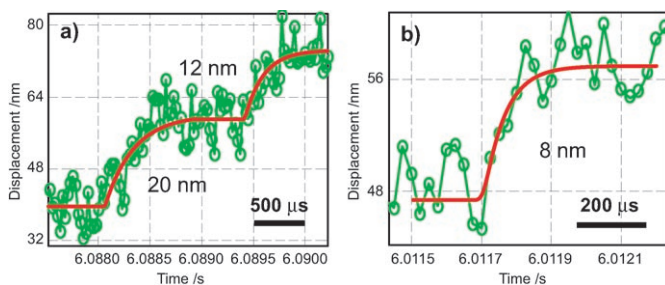 a)
80
64
48
32
Displacement /nm
12 nm
20 nm
500 µs
6.0880 6.0885 6.0890 6.0895 6.0900
Time /s
b)
56
48
Displacement /nm
8 nm
200 µs
6.0115 6.0117 6.0119 6.0121
Time /s